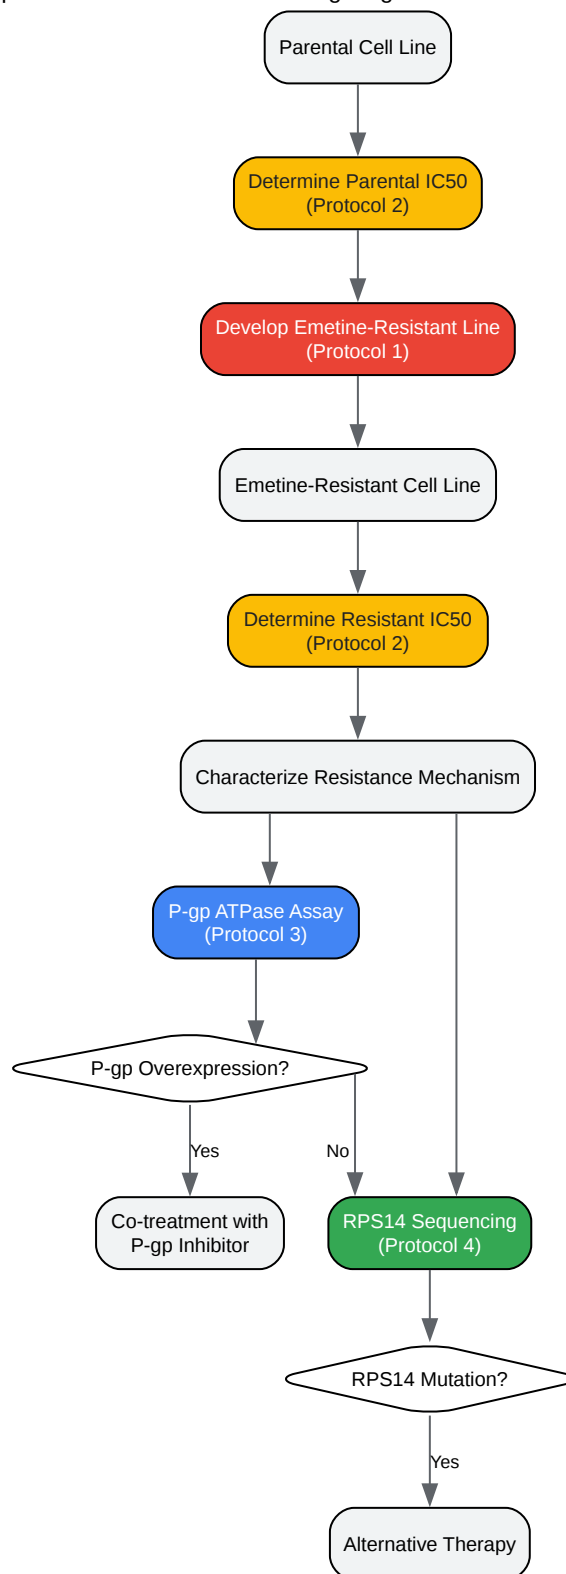 Parental Cell Line
Determine Parental IC50
(Protocol 2)
Develop Emetine-Resistant Line
(Protocol 1)
Emetine-Resistant Cell Line
Determine Resistant IC50
(Protocol 2)
Characterize Resistance Mechanism
P-gp ATPase Assay
(Protocol 3)
P-gp Overexpression?
Yes
No
Co-treatment with
P-gp Inhibitor
RPS14 Sequencing
(Protocol 4)
RPS14 Mutation?
Yes
Alternative Therapy